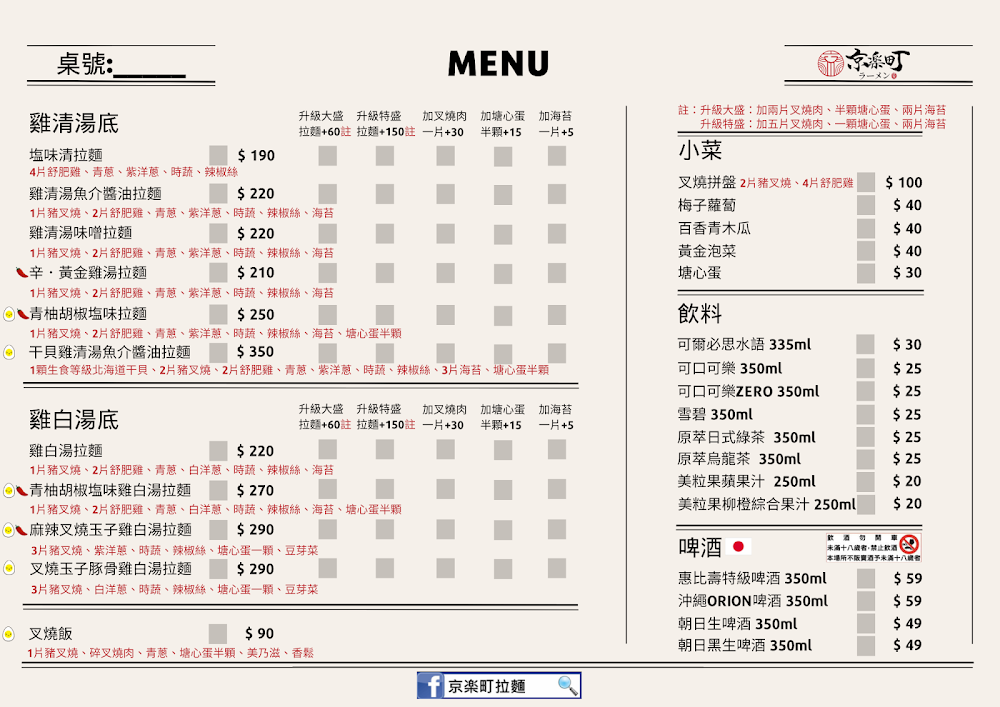 桌號:______
MENU
京楽町
ラーメン
雞清湯底
升級大盛 升級特盛 加叉燒肉 加塘心蛋 加海苔
拉麵+60註 拉麵+150註 一片+30 半顆+15 一片+5
塩味清拉麵 $ 190
4片舒肥雞、青蔥、紫洋蔥、時蔬、辣椒絲
雞清湯魚介醬油拉麵 $ 220
1片豬叉燒、2片舒肥雞、青蔥、紫洋蔥、時蔬、辣椒絲、海苔
雞清湯味噌拉麵 $ 220
1片豬叉燒、2片舒肥雞、青蔥、紫洋蔥、時蔬、辣椒絲、海苔
辛・黃金雞湯拉麵 $ 210
1片豬叉燒、2片舒肥雞、青蔥、紫洋蔥、時蔬、辣椒絲、海苔
青柚胡椒塩味拉麵 $ 250
1片豬叉燒、2片舒肥雞、青蔥、紫洋蔥、時蔬、辣椒絲、海苔、塘心蛋半顆
干貝雞清湯魚介醬油拉麵 $ 350
1顆生食等級北海道干貝、2片豬叉燒、2片舒肥雞、青蔥、紫洋蔥、時蔬、辣椒絲、3片海苔、塘心蛋半顆
雞白湯底
升級大盛 升級特盛 加叉燒肉 加塘心蛋 加海苔
拉麵+60註 拉麵+150註 一片+30 半顆+15 一片+5
雞白湯拉麵 $ 220
1片豬叉燒、2片舒肥雞、青蔥、白洋蔥、時蔬、辣椒絲、海苔
青柚胡椒塩味雞白湯拉麵 $ 270
1片豬叉燒、2片舒肥雞、青蔥、白洋蔥、時蔬、辣椒絲、海苔、塘心蛋半顆
麻辣叉燒玉子雞白湯拉麵 $ 290
3片豬叉燒、紫洋蔥、時蔬、辣椒絲、塘心蛋一顆、豆芽菜
叉燒玉子豚骨雞白湯拉麵 $ 290
3片豬叉燒、白洋蔥、時蔬、辣椒絲、塘心蛋一顆、豆芽菜
叉燒飯 $ 90
1片豬叉燒、碎叉燒肉、青蔥、塘心蛋半顆、美乃滋、香鬆
註：升級大盛：加兩片叉燒肉、半顆塘心蛋、兩片海苔
升級特盛：加五片叉燒肉、一顆塘心蛋、兩片海苔
小菜
叉燒拼盤 2片豬叉燒、4片舒肥雞 $ 100
梅子蘿蔔 $ 40
百香青木瓜 $ 40
黃金泡菜 $ 40
塘心蛋 $ 30
飲料
可爾必思水語 335ml $ 30
可口可樂 350ml $ 25
可口可樂ZERO 350ml $ 25
雪碧 350ml $ 25
原萃日式綠茶 350ml $ 25
原萃烏龍茶 350ml $ 25
美粒果蘋果汁 250ml $ 20
美粒果柳橙綜合果汁 250ml $ 20
啤酒
飲酒勿開車
未滿十八歲者·禁止飲酒
本場所不販賣酒予未滿十八歲者
惠比壽特級啤酒 350ml $ 59
沖繩ORION啤酒 350ml $ 59
朝日生啤酒 350ml $ 49
朝日黑生啤酒 350ml $ 49
f 京楽町拉麵